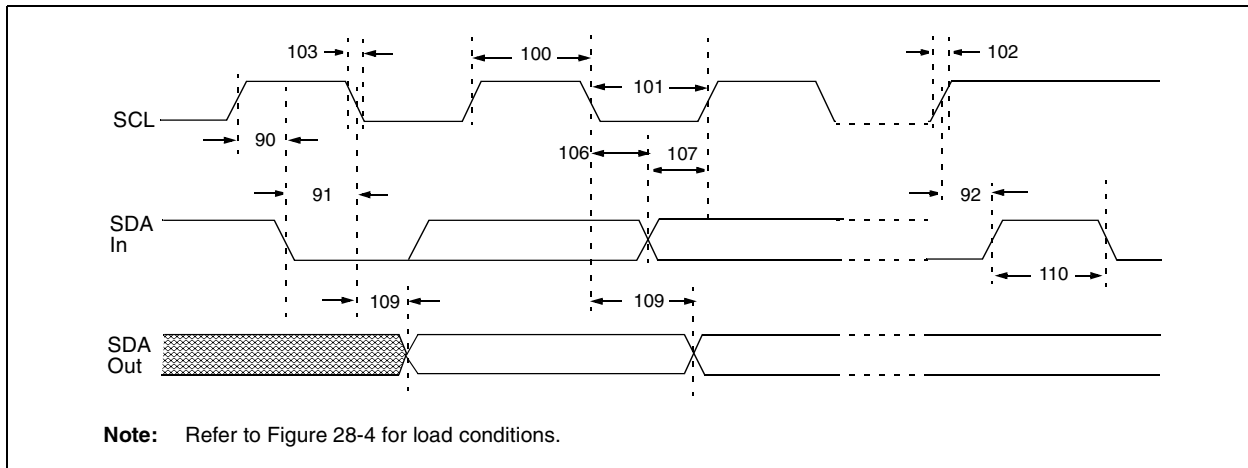 103
100
102
101
SCL
90
106
107
91
92
SDA
In
110
109
109
SDA
Out
Note: Refer to Figure 28-4 for load conditions.